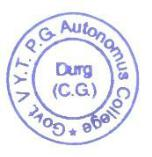 Govt. V.Y.T. P.G. Autonomus College
Durg
(C.G.)